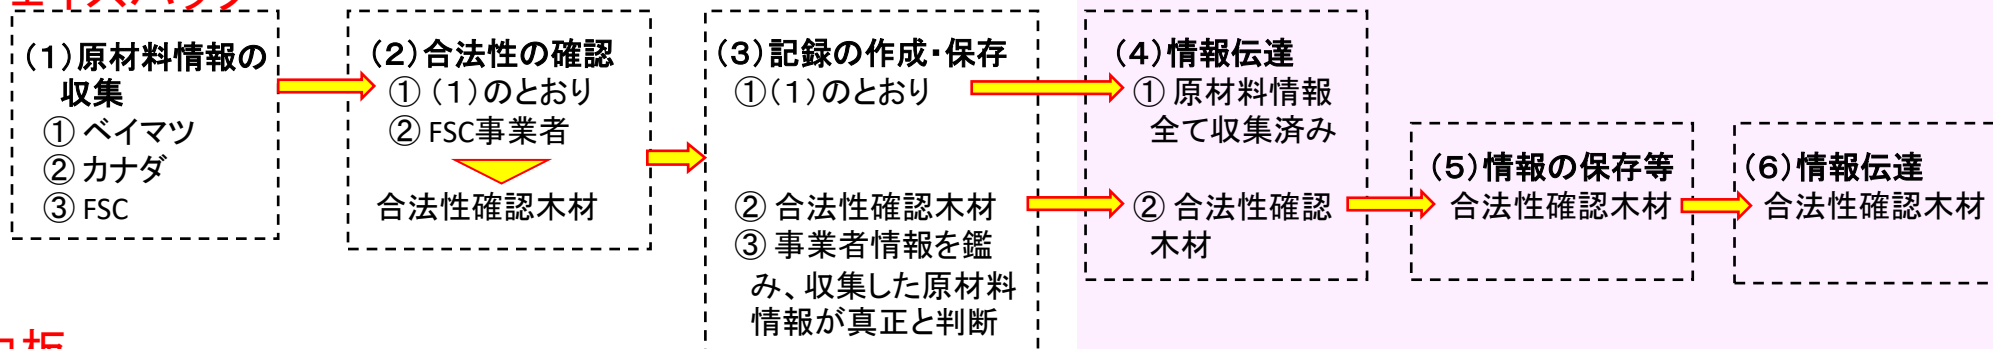 (1)原材料情報の
収集
① ベイマツ
② カナダ
③ FSC
(2)合法性の確認
① (1)のとおり
② FSC事業者
合法性確認木材
(3)記録の作成・保存
①(1)のとおり
② 合法性確認木材
③ 事業者情報を鑑
み、収集した原材料
情報が真正と判断
(4)情報伝達
① 原材料情報
全て収集済み
② 合法性確認
木材
(5)情報の保存等
合法性確認木材
(6)情報伝達
合法性確認木材